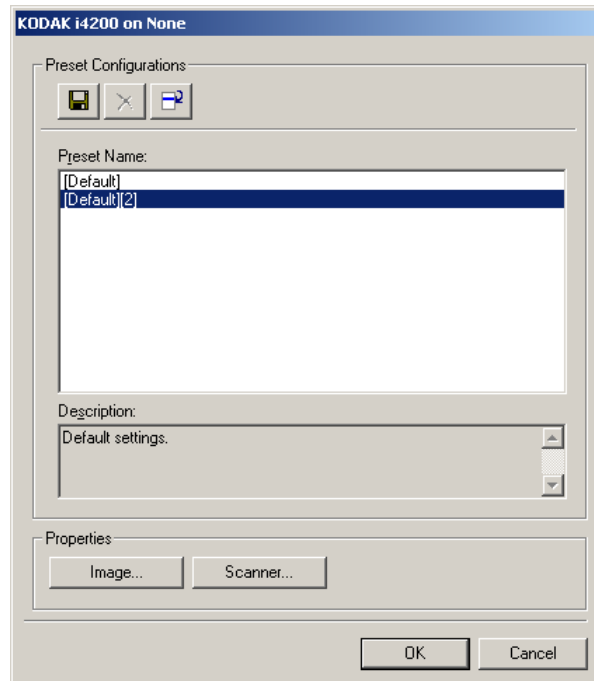 KODAK i4200 on None
Preset Configurations
Preset Name:
[Default]
[Default][2]
Description:
Default settings.
Properties
Image...
Scanner...
OK
Cancel